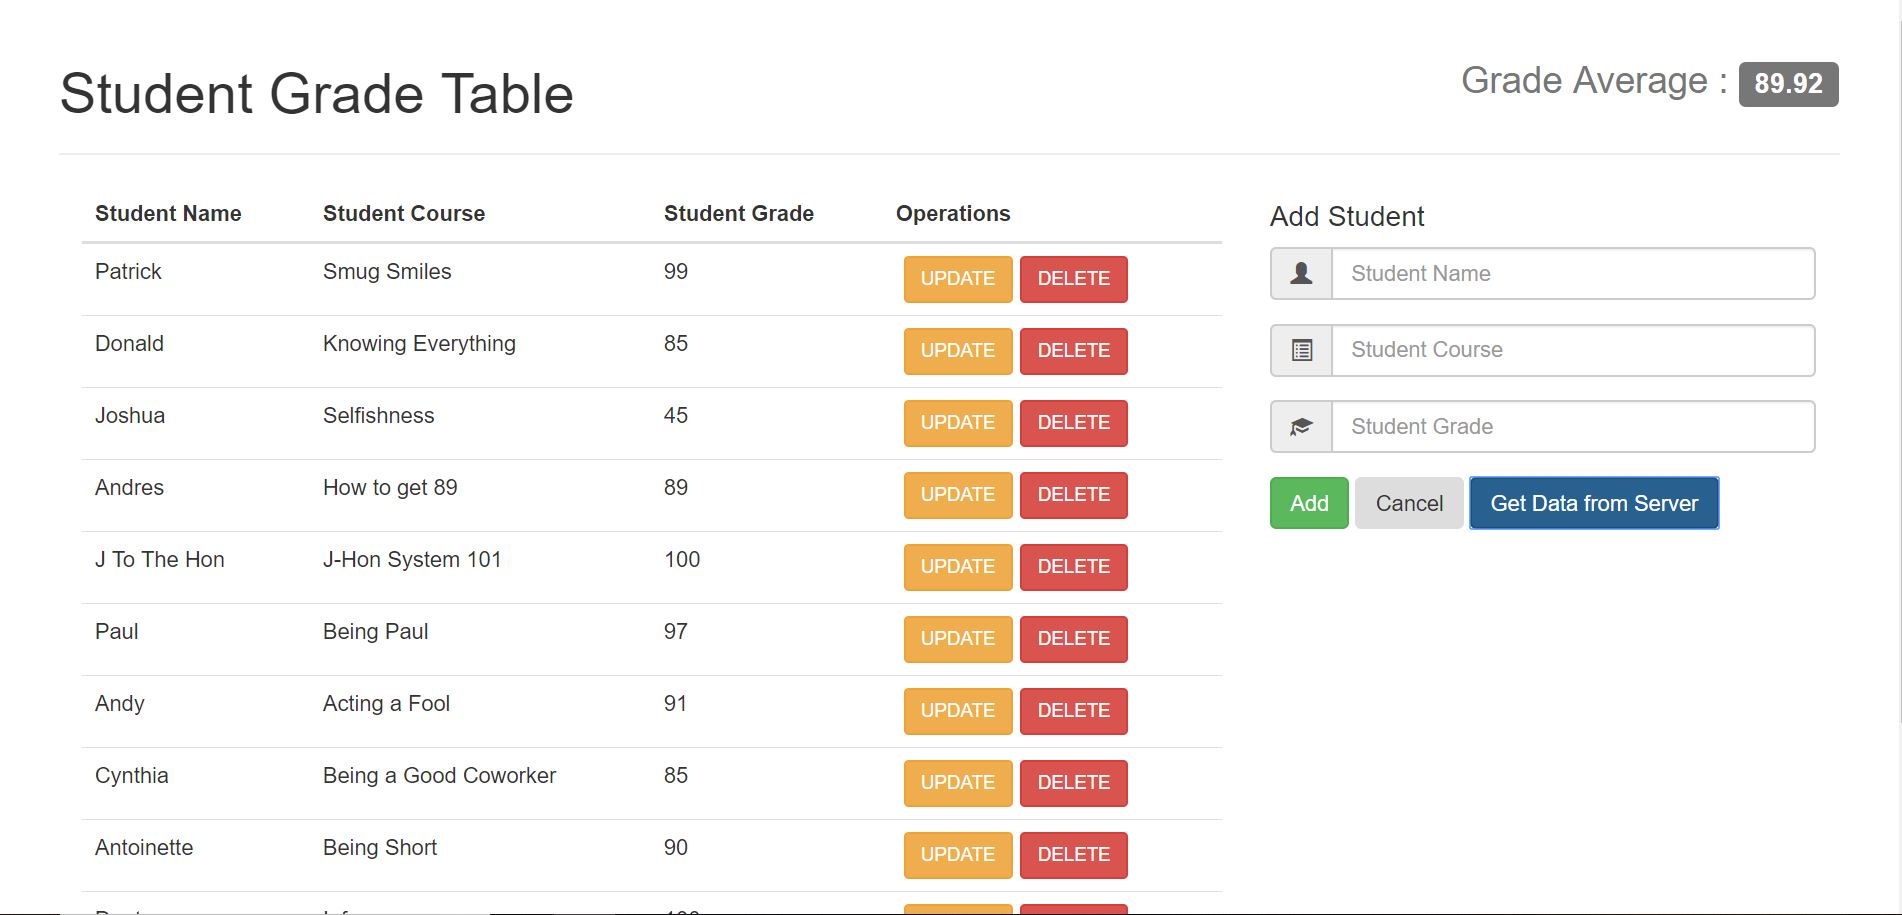 Student Grade Table
Grade Average : 89.92
Student Name Student Course Student Grade Operations
Patrick Smug Smiles 99 UPDATE DELETE
Donald Knowing Everything 85 UPDATE DELETE
Joshua Selfishness 45 UPDATE DELETE
Andres How to get 89 89 UPDATE DELETE
J To The Hon J-Hon System 101 100 UPDATE DELETE
Paul Being Paul 97 UPDATE DELETE
Andy Acting a Fool 91 UPDATE DELETE
Cynthia Being a Good Coworker 85 UPDATE DELETE
Antoinette Being Short 90 UPDATE DELETE
Add Student
Student Name
Student Course
Student Grade
Add Cancel Get Data from Server